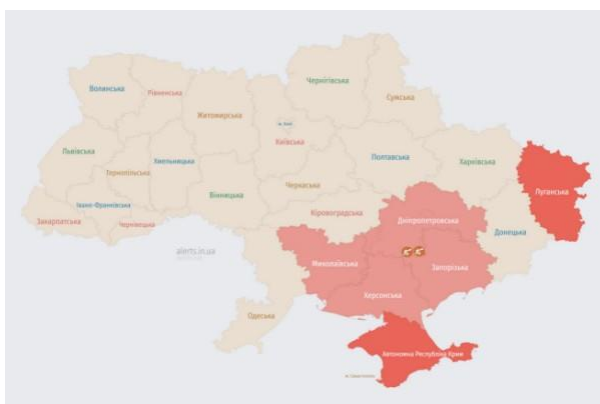 Чернігівська
Волинська
Рівненська
Сумська
Житомирська
м. Київ
Київська
Львівська
Тернопільська
Хмельницька
Полтавська
Харківська
Черкаська
Вінницька
Луганська
Івано-Франківська
Закарпатська
Чернівецька
Кіровоградська
Дніпропетровська
Донецька
alerts.in.ua
Миколаївська
Запорізька
Херсонська
Одеська
Автономна Республіка Крим